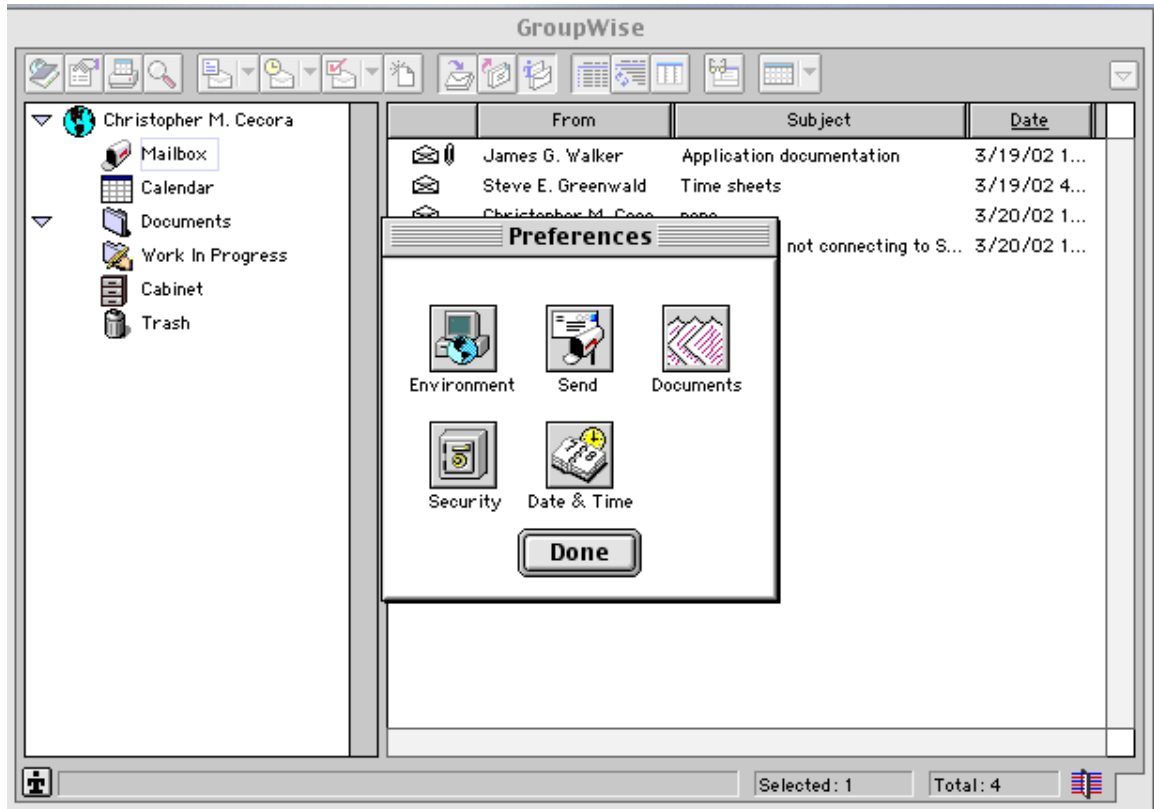 GroupWise
Christopher M. Cecora
Mailbox
Calendar
Documents
Work In Progress
Cabinet
Trash
From Subject Date
James G. Walker Application documentation 3/19/02 1...
Steve E. Greenwald Time sheets 3/19/02 4...
Christopher M. Ceco 3/20/02 1...
not connecting to S... 3/20/02 1...
Preferences
Environment Send Documents
Security Date & Time
Done
Selected: 1 Total: 4